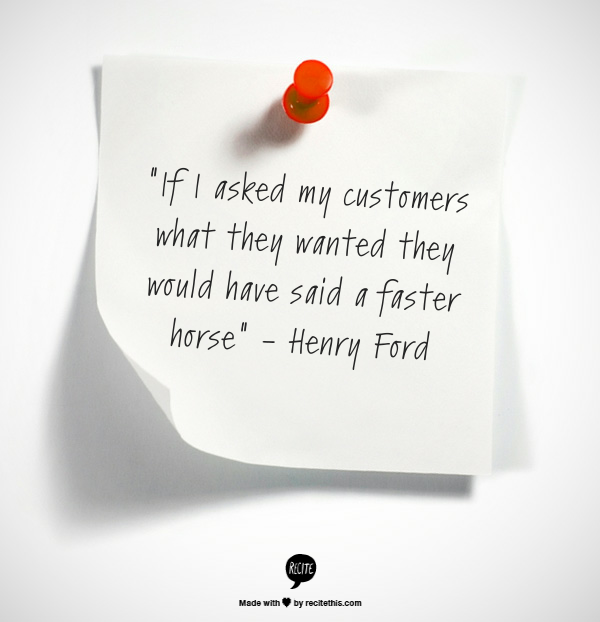 "If I asked my customers
what they wanted they
would have said a faster
horse" - Henry Ford
RECITE
Made with ♥ by recitethis.com